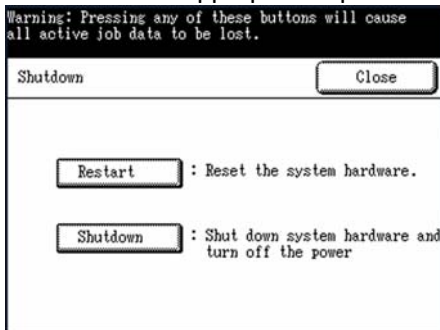 Warning: Pressing any of these buttons will cause
all active job data to be lost.
Shutdown
Close
Restart : Reset the system hardware.
Shutdown : Shut down system hardware and
turn off the power